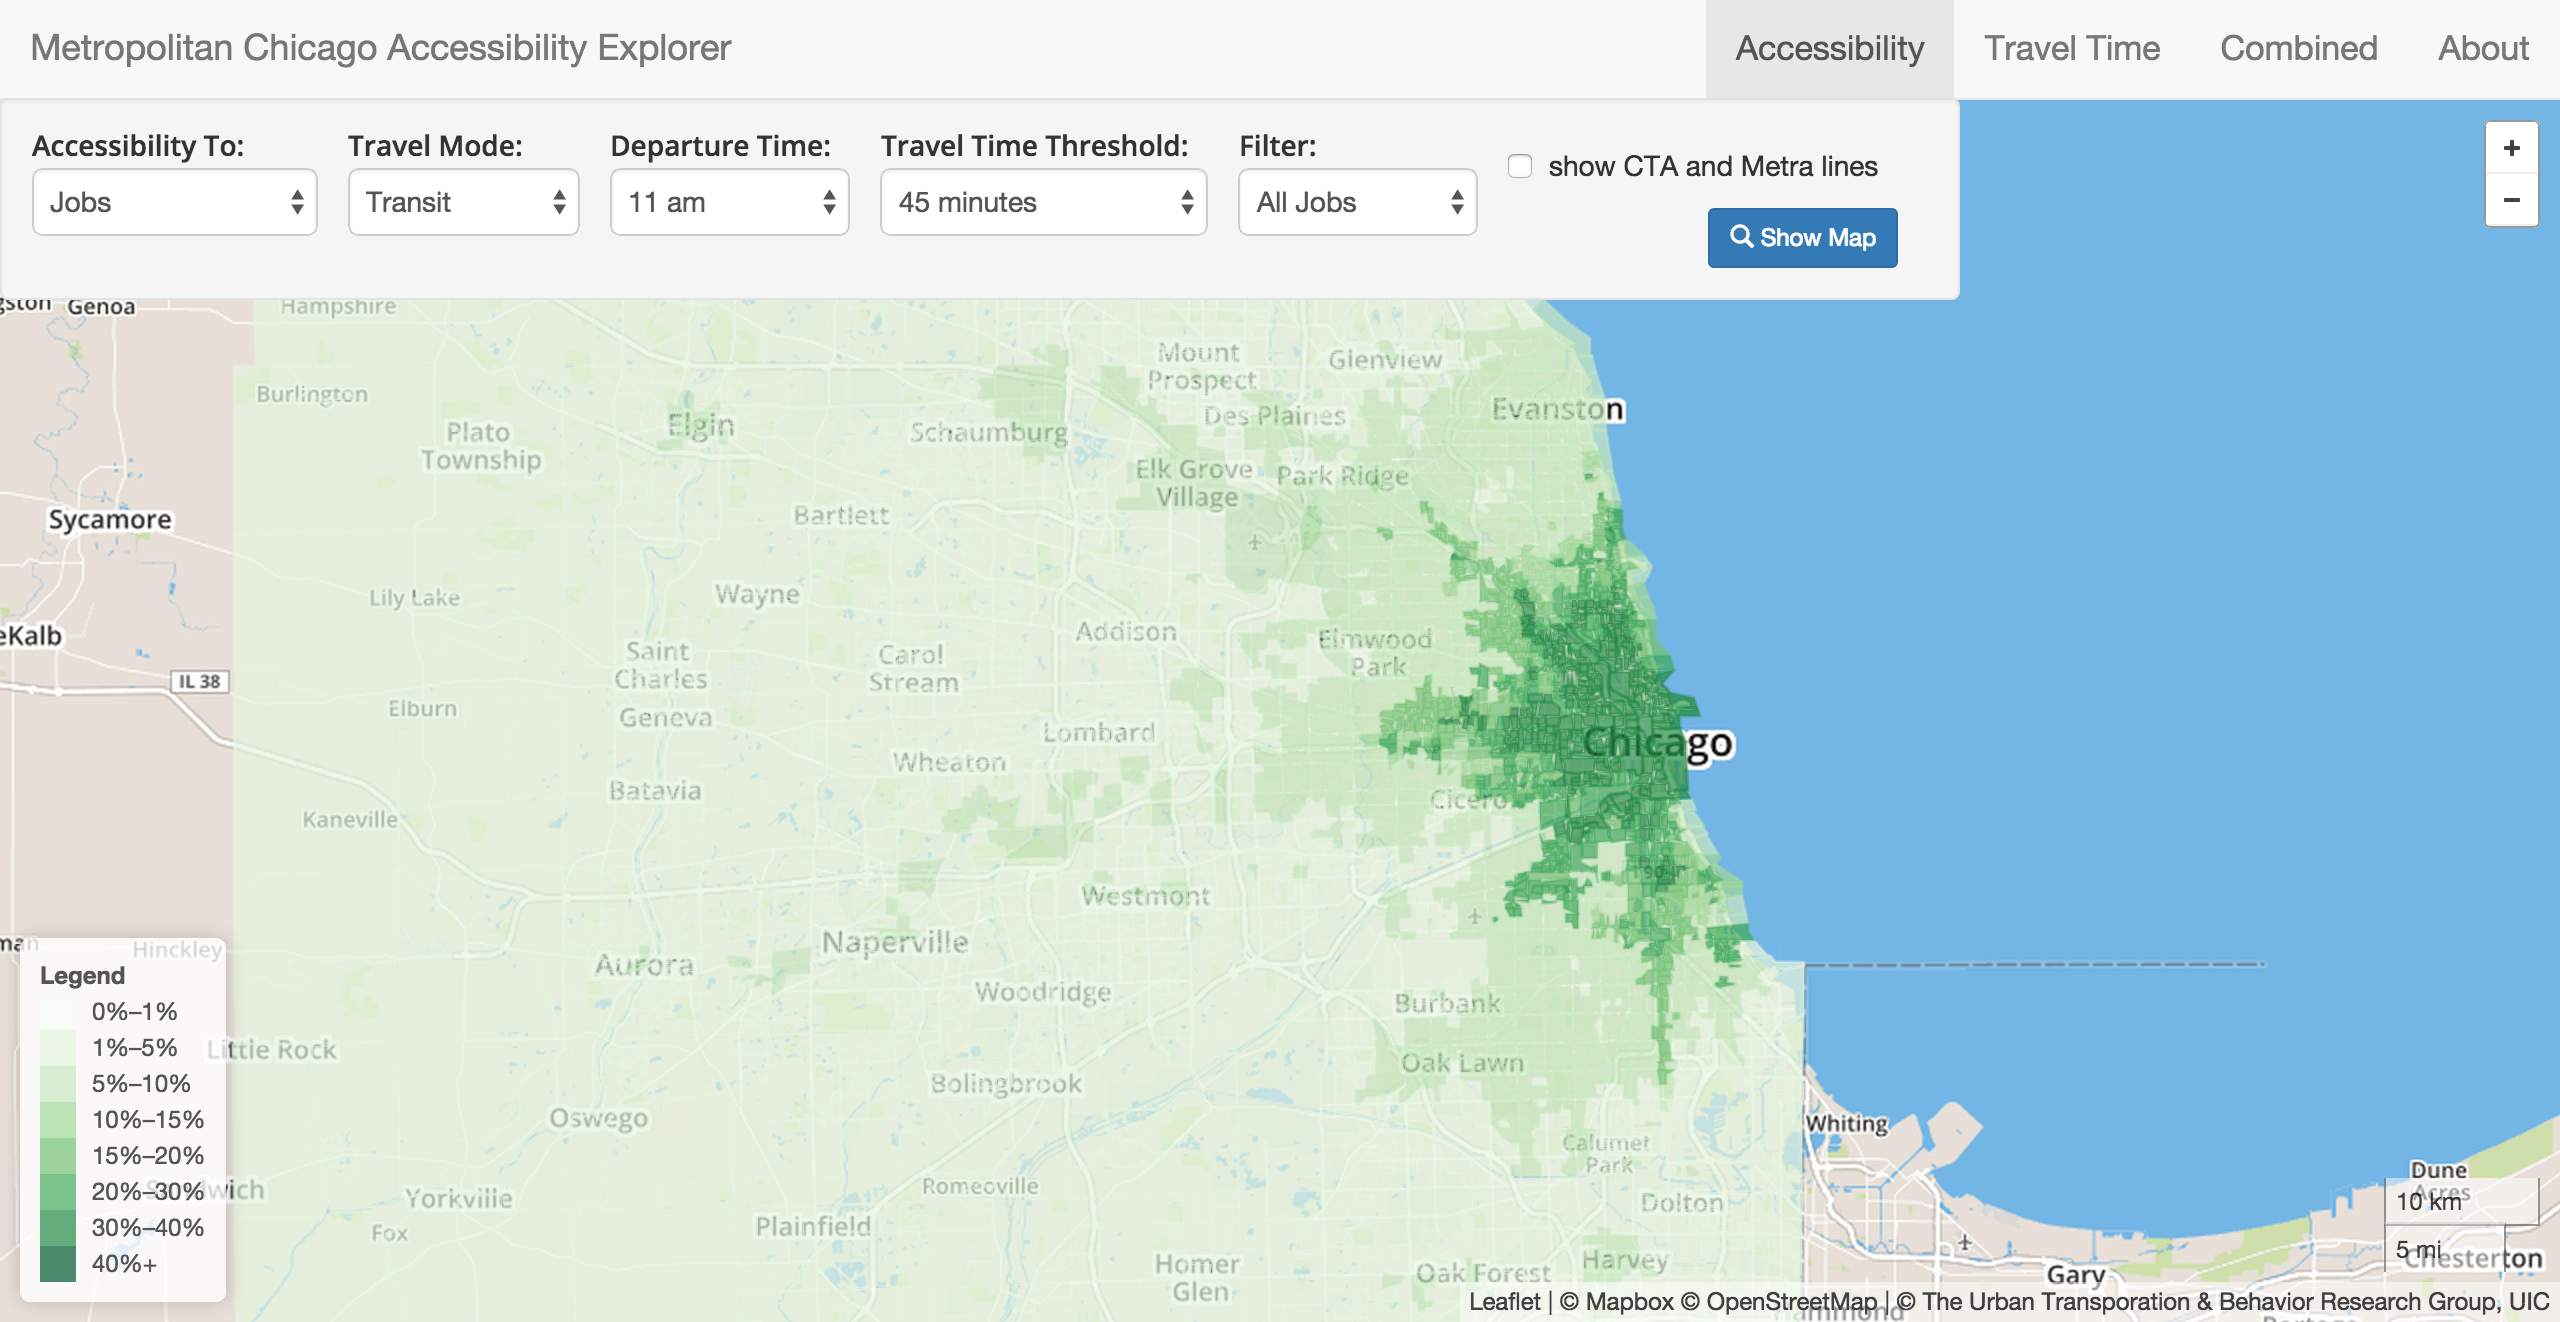 Metropolitan Chicago Accessibility Explorer
Accessibility
Travel Time
Combined
About
Accessibility To:
Travel Mode:
Departure Time:
Travel Time Threshold:
Filter:
show CTA and Metra lines
Jobs
Transit
11 am
45 minutes
All Jobs
Show Map
+
−
Genoa
Hampshire
Mount
Prospect
Glenview
Burlington
Evanston
Des Plaines
Elgin
Schaumburg
Plato
Township
Elk Grove
Village
Park Ridge
Bartlett
Sycamore
Lily Lake
Wayne
Addison
eKalb
Elmwood
Park
Saint
Charles
Carol
Stream
IL 38
Elburn
Geneva
Lombard
Chicago
Wheaton
Batavia
Cicero
Kaneville
Westmont
Naperville
man
Hinckley
Aurora
Woodridge
Burbank
Little Rock
Oak Lawn
Bolingbrook
Oswego
Whiting
Calumet
Park
Dune
Acres
Romeoville
Yorkville
Dolton
Plainfield
Fox
Homer
Glen
Oak Forest
Harvey
Gary
Chesterton
Legend
0%–1%
1%–5%
5%–10%
10%–15%
15%–20%
20%–30%
30%–40%
40%+
10 km
5 mi
Leaflet | © Mapbox © OpenStreetMap | © The Urban Transporation & Behavior Research Group, UIC